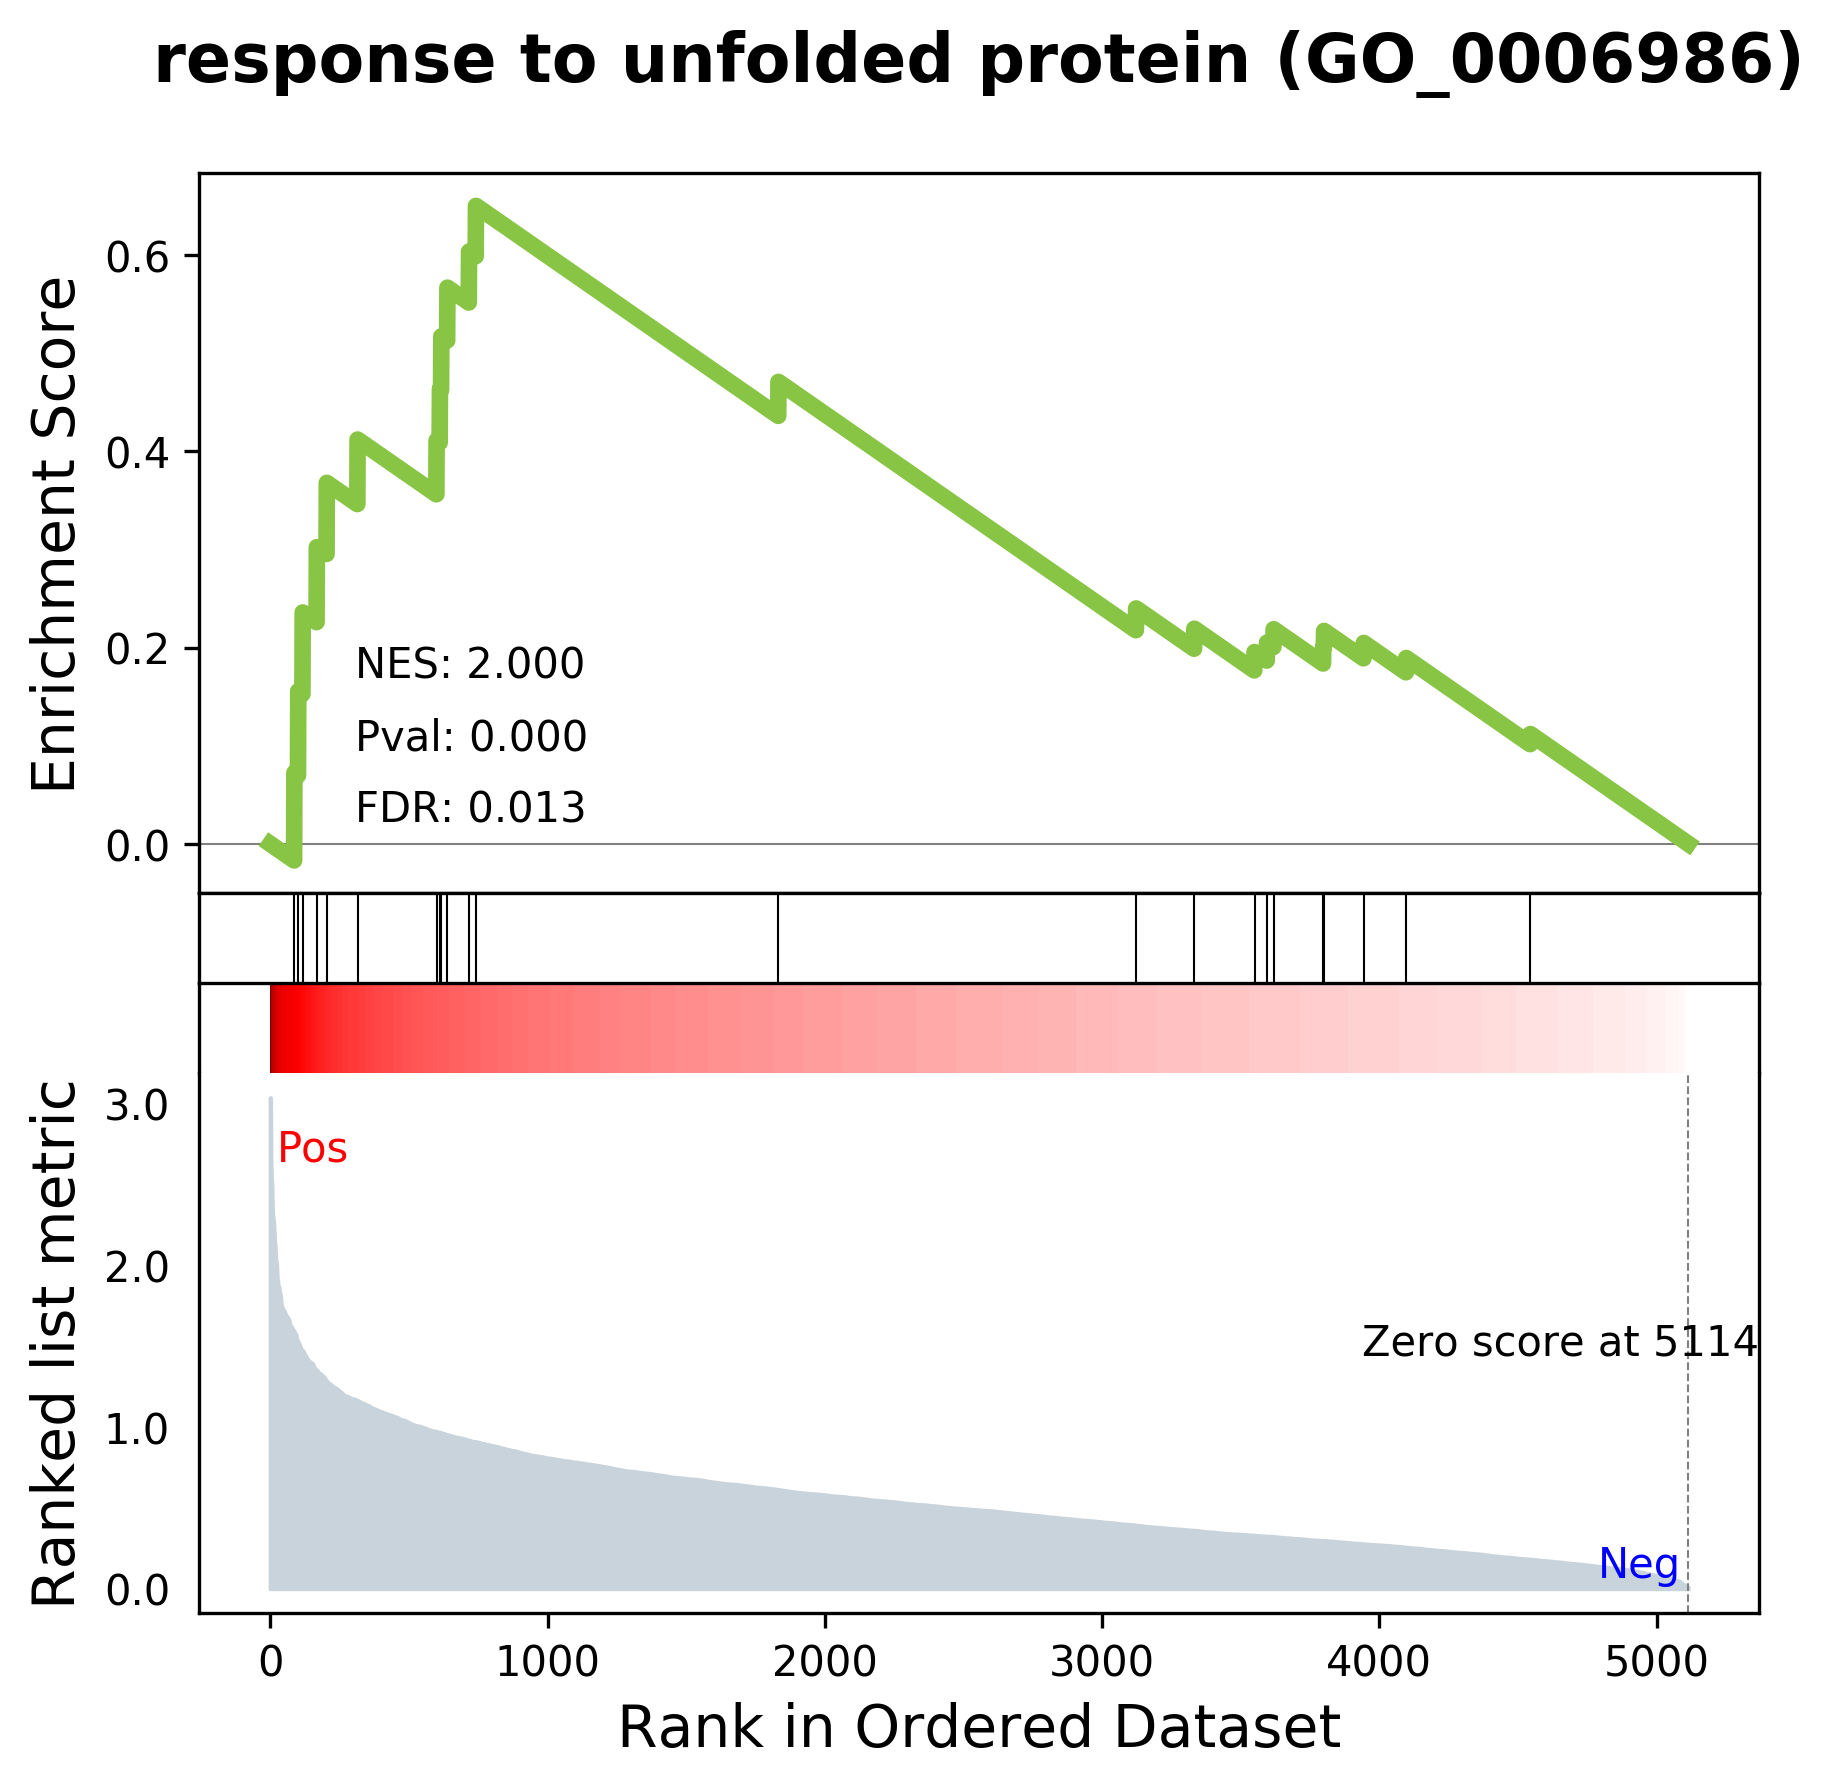 response to unfolded protein (GO_0006986)
Enrichment Score
0.6
0.4
0.2
0.0
NES: 2.000
Pval: 0.000
FDR: 0.013
Ranked list metric
3.0
2.0
1.0
0.0
Pos
Zero score at 5114
Neg
0 1000 2000 3000 4000 5000
Rank in Ordered Dataset